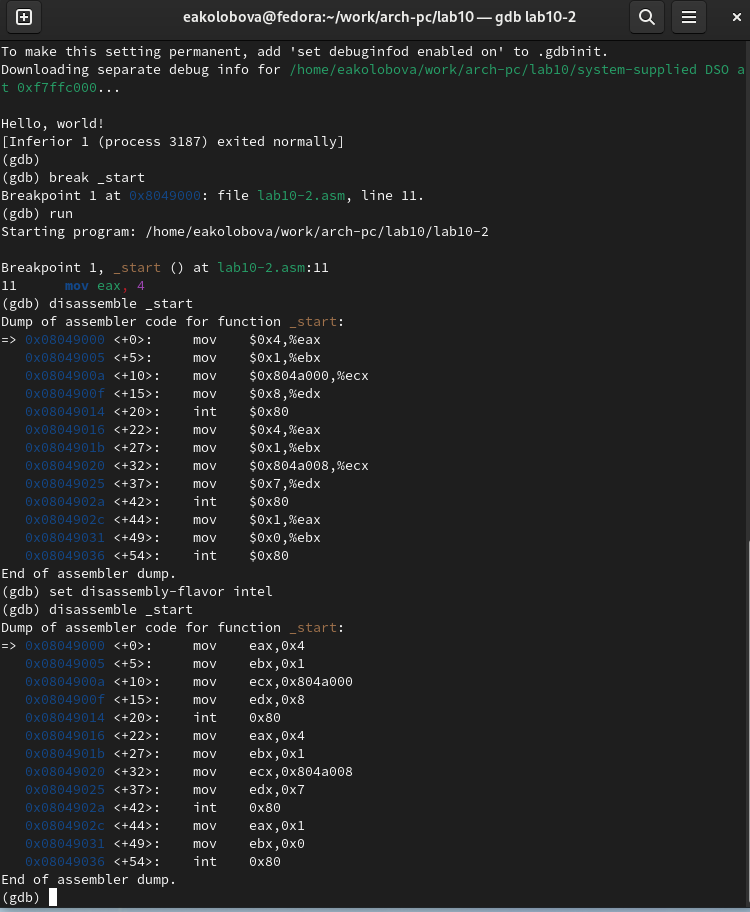 eakolobova@fedora:~/work/arch-pc/lab10 — gdb lab10-2
To make this setting permanent, add 'set debuginfod enabled on' to .gdbinit.
Downloading separate debug info for /home/eakolobova/work/arch-pc/lab10/system-supplied DSO a
t 0xf7ffc000...
Hello, world!
[Inferior 1 (process 3187) exited normally]
(gdb)
(gdb) break _start
Breakpoint 1 at 0x8049000: file lab10-2.asm, line 11.
(gdb) run
Starting program: /home/eakolobova/work/arch-pc/lab10/lab10-2
Breakpoint 1, _start () at lab10-2.asm:11
11      mov eax, 4
(gdb) disassemble _start
Dump of assembler code for function _start:
=> 0x08049000 <+0>:     mov    $0x4,%eax
   0x08049005 <+5>:     mov    $0x1,%ebx
   0x0804900a <+10>:    mov    $0x804a000,%ecx
   0x0804900f <+15>:    mov    $0x8,%edx
   0x08049014 <+20>:    int    $0x80
   0x08049016 <+22>:    mov    $0x4,%eax
   0x0804901b <+27>:    mov    $0x1,%ebx
   0x08049020 <+32>:    mov    $0x804a008,%ecx
   0x08049025 <+37>:    mov    $0x7,%edx
   0x0804902a <+42>:    int    $0x80
   0x0804902c <+44>:    mov    $0x1,%eax
   0x08049031 <+49>:    mov    $0x0,%ebx
   0x08049036 <+54>:    int    $0x80
End of assembler dump.
(gdb) set disassembly-flavor intel
(gdb) disassemble _start
Dump of assembler code for function _start:
=> 0x08049000 <+0>:     mov    eax,0x4
   0x08049005 <+5>:     mov    ebx,0x1
   0x0804900a <+10>:    mov    ecx,0x804a000
   0x0804900f <+15>:    mov    edx,0x8
   0x08049014 <+20>:    int    0x80
   0x08049016 <+22>:    mov    eax,0x4
   0x0804901b <+27>:    mov    ebx,0x1
   0x08049020 <+32>:    mov    ecx,0x804a008
   0x08049025 <+37>:    mov    edx,0x7
   0x0804902a <+42>:    int    0x80
   0x0804902c <+44>:    mov    eax,0x1
   0x08049031 <+49>:    mov    ebx,0x0
   0x08049036 <+54>:    int    0x80
End of assembler dump.
(gdb)